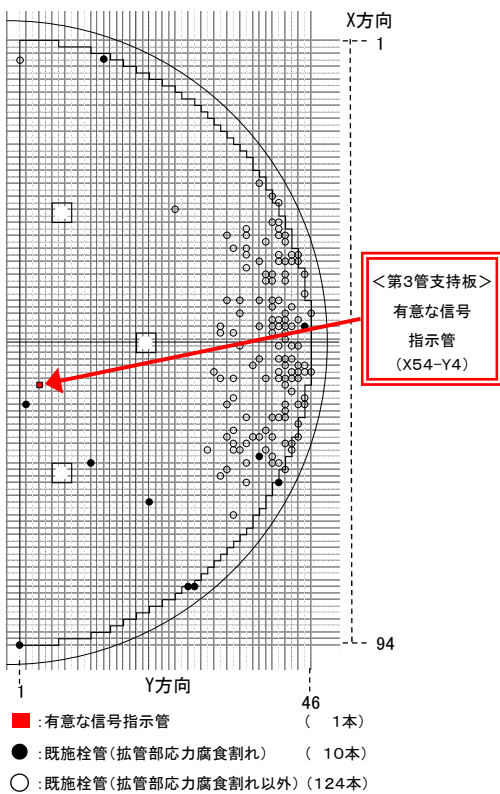 X方向
1
<第3管支持板>
有意な信号
指示管
(X54-Y4)
94
1
Y方向
46
:有意な信号指示管 ( 1本)
:既施栓管(拡管部応力腐食割れ) ( 10本)
:既施栓管(拡管部応力腐食割れ以外)(124本)